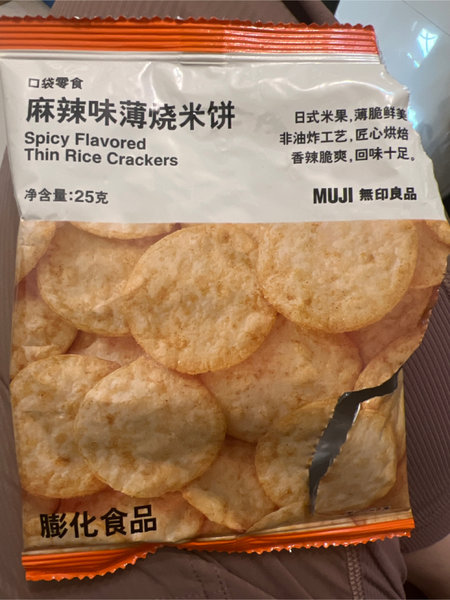 口袋零食
麻辣味薄烧米饼
Spicy Flavored
Thin Rice Crackers
净含量:25克
日式米果,薄脆鲜美
非油炸工艺,匠心烘焙
香辣脆爽,回味十足。
MUJI 無印良品
膨化食品